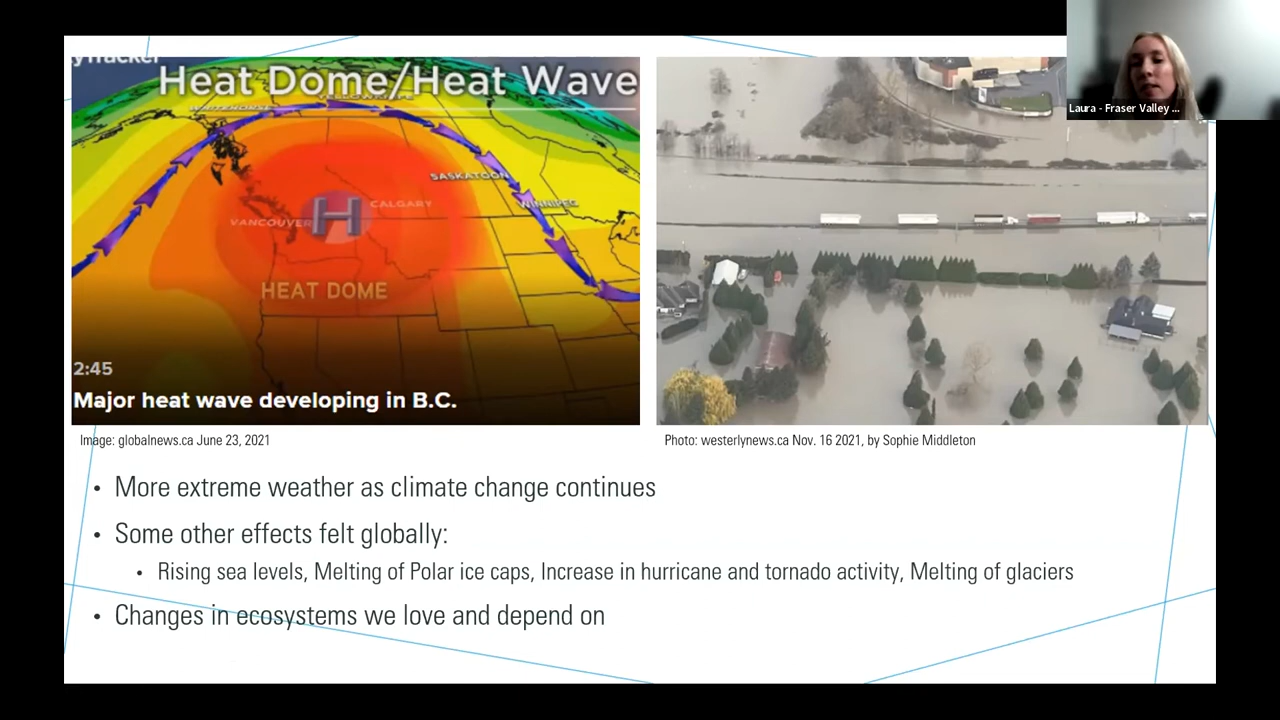 Heat Dome/Heat Wave
SASKATOON
WINNIPEG
CALGARY
VANCOUVER
H
HEAT DOME
2:45
Major heat wave developing in B.C.
Laura - Fraser Valley ...
Image: globalnews.ca June 23, 2021
Photo: westerlynews.ca Nov. 16 2021, by Sophie Middleton
• More extreme weather as climate change continues
• Some other effects felt globally:
• Rising sea levels, Melting of Polar ice caps, Increase in hurricane and tornado activity, Melting of glaciers
• Changes in ecosystems we love and depend on